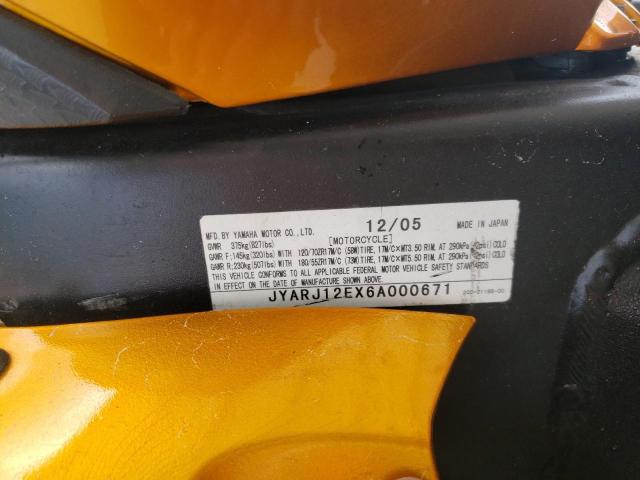 12/05 MADE IN JAPAN
MFD. BY YAMAHA MOTOR CO.,LTD.
GVWR 375kg(827lbs) [MOTORCYCLE]
GAWR F:145kg(320lbs) WITH 120/70ZR17M/C (58W)TIRE, 17M/C×MT3.50 RIM, AT 290kPa COLD
GAWR R:230kg(507lbs) WITH 180/55ZR17M/C (73W)TIRE, 17M/C×MT5.50 RIM, AT 290kPa COLD
THIS VEHICLE CONFORMS TO ALL APPLICABLE FEDERAL MOTOR VEHICLE SAFETY STANDARDS
IN EFFECT ON THE DATE OF MANUFACTURE SHOWN ABOVE.
JYARJ12EX6A000671